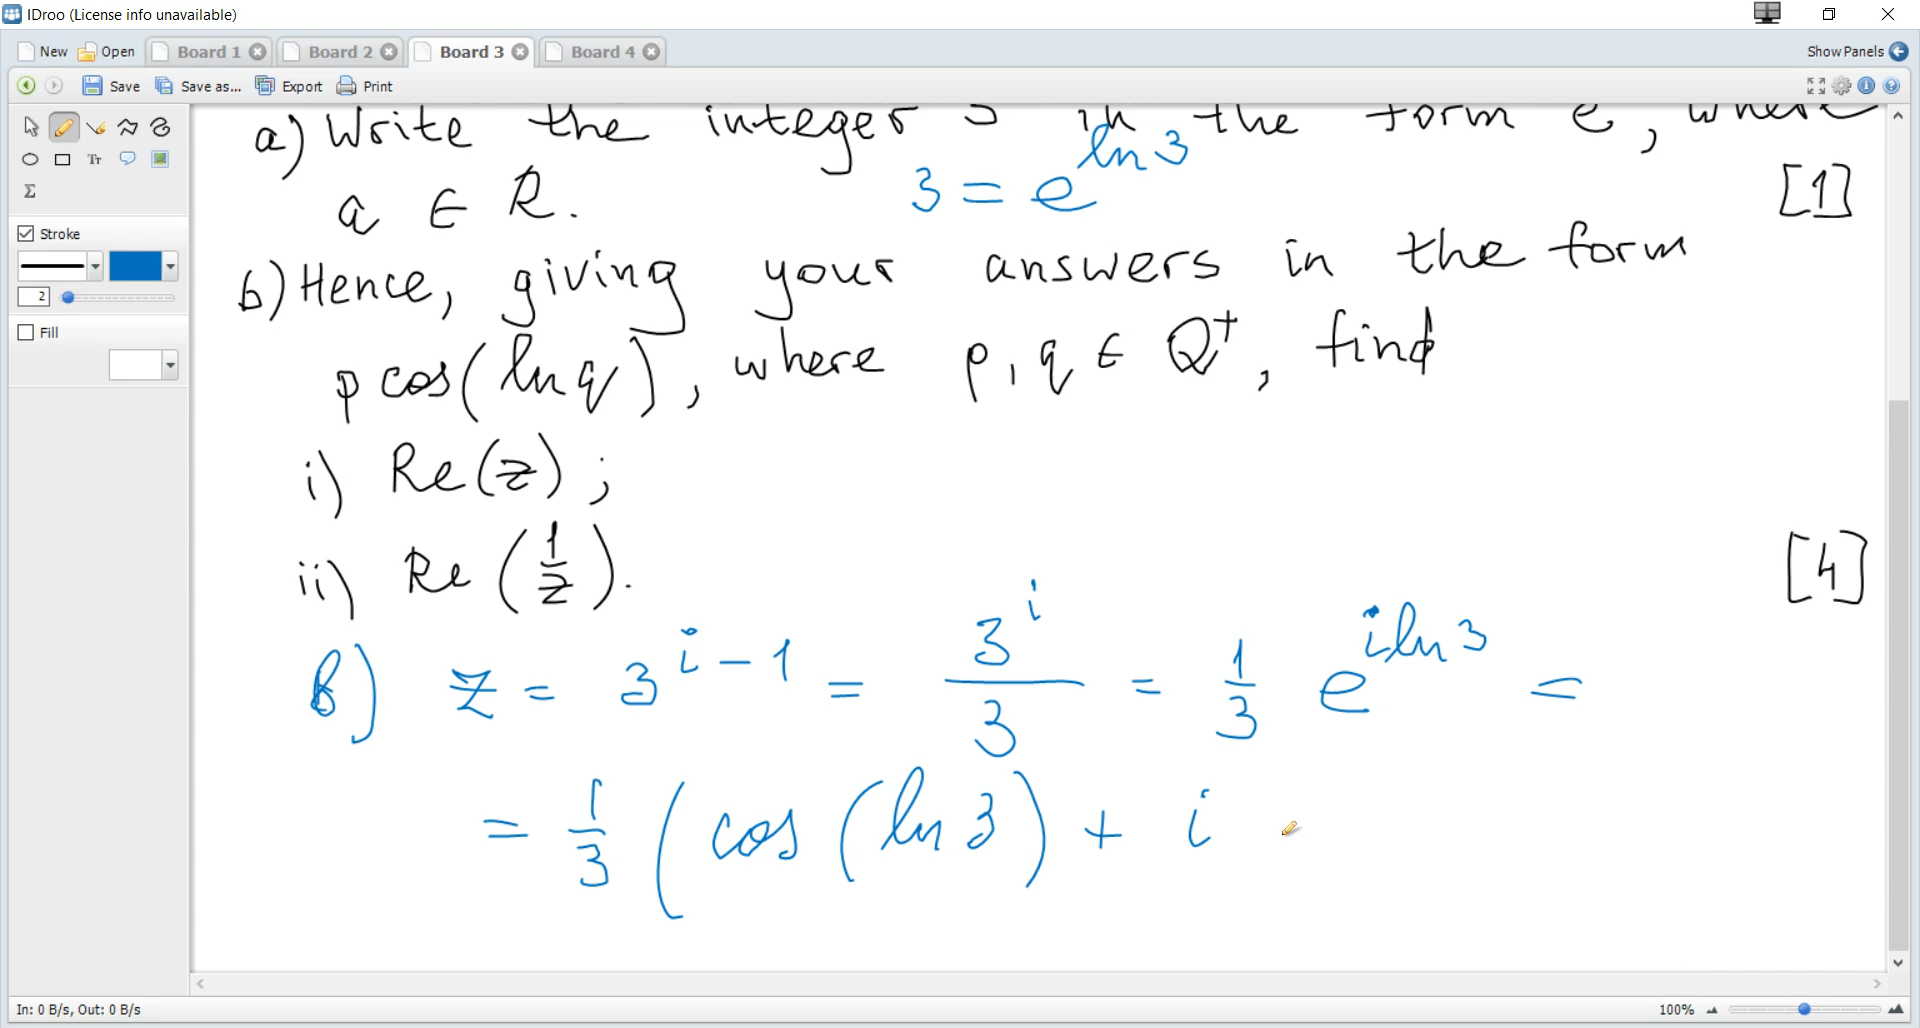 IDroo (License info unavailable)
New Open Board 1 Board 2 Board 3 Board 4 Show Panels
Save Save as... Export Print
Tt
Σ
Stroke
2
Fill
a) Write the integer 3 in the form e , where
a ∈ R. 3 = e^{ln 3} [1]
b) Hence, giving your answers in the form
p cos(ln q), where p, q ∈ Q⁺, find
i) Re(z);
ii) Re(1/z). [4]
b) z = 3^{i-1} = 3^i/3 = 1/3 e^{i ln 3} =
= 1/3 (cos(ln 3) + i
In: 0 B/s, Out: 0 B/s 100%